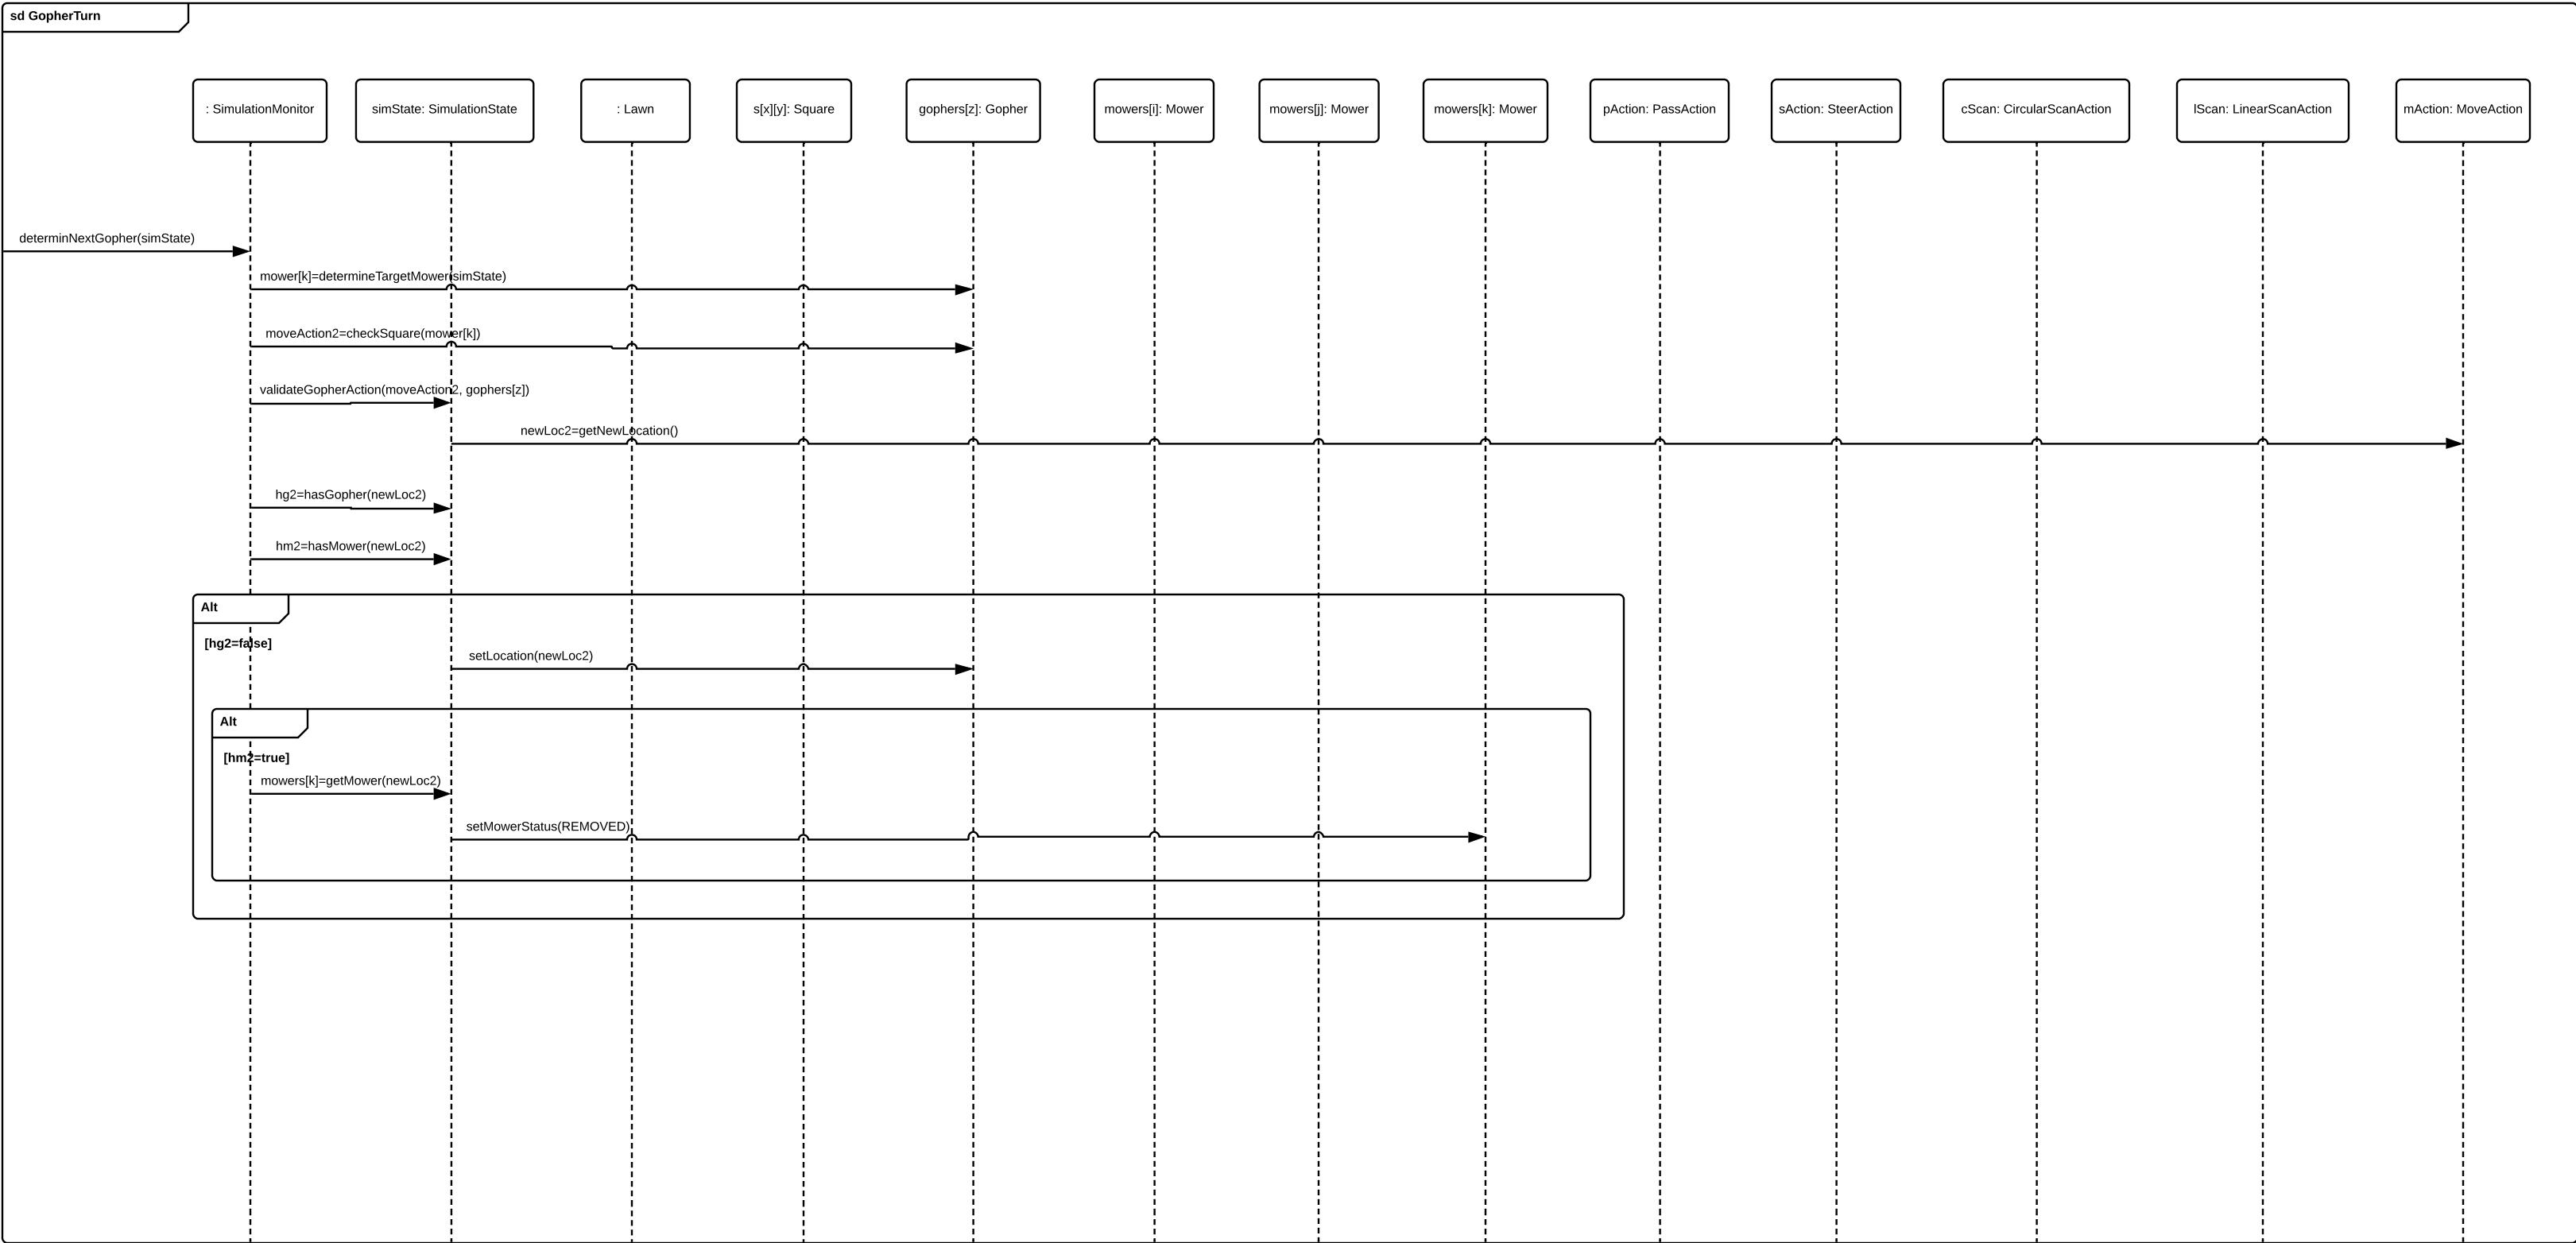 sd GopherTurn
: SimulationMonitor
simState: SimulationState
: Lawn
s[x][y]: Square
gophers[z]: Gopher
mowers[i]: Mower
mowers[j]: Mower
mowers[k]: Mower
pAction: PassAction
sAction: SteerAction
cScan: CircularScanAction
lScan: LinearScanAction
mAction: MoveAction
determinNextGopher(simState)
mower[k]=determineTargetMower(simState)
moveAction2=checkSquare(mower[k])
validateGopherAction(moveAction2, gophers[z])
newLoc2=getNewLocation()
hg2=hasGopher(newLoc2)
hm2=hasMower(newLoc2)
Alt
[hg2=false]
setLocation(newLoc2)
Alt
[hm2=true]
mowers[k]=getMower(newLoc2)
setMowerStatus(REMOVED)